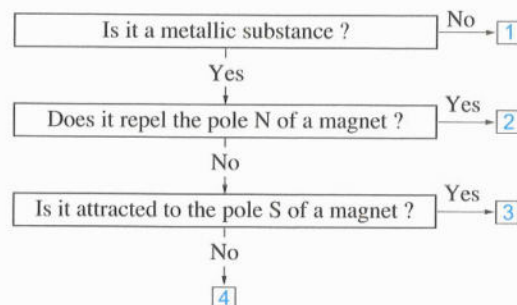 Is it a metallic substance ?
No
1
Yes
Does it repel the pole N of a magnet ?
Yes
2
No
Is it attracted to the pole S of a magnet ?
Yes
3
No
4